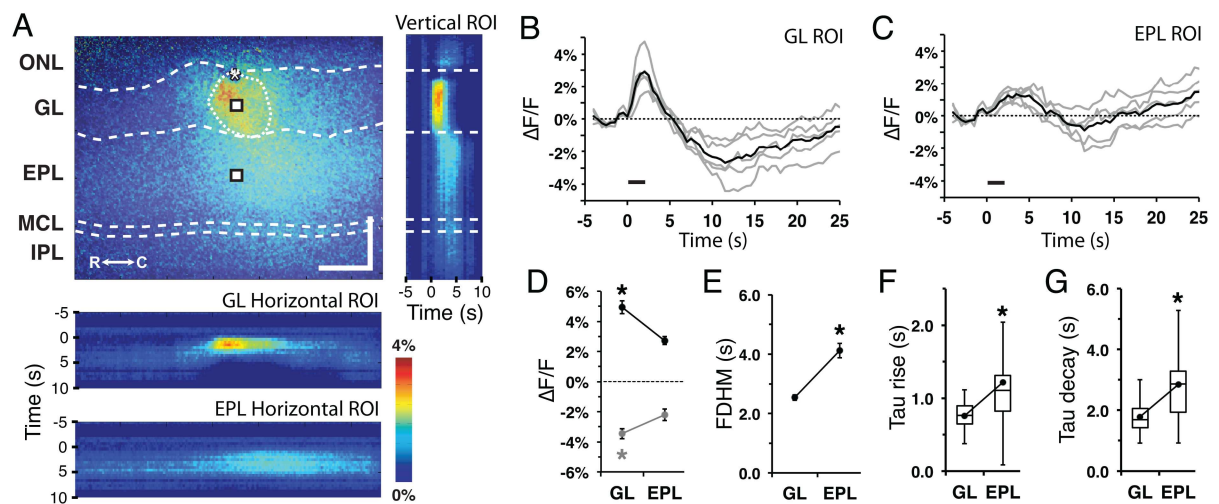 A
Vertical ROI
ONL
GL
EPL
MCL
IPL
*
R C
-5 0 5 10
Time (s)
GL Horizontal ROI
-5
0
5
10
EPL Horizontal ROI
-5
0
5
10
Time (s)
4%
0%
B
GL ROI
4%
2%
0%
-2%
-4%
ΔF/F
-5 0 5 10 15 20 25
Time (s)
C
EPL ROI
4%
2%
0%
-2%
-4%
ΔF/F
-5 0 5 10 15 20 25
Time (s)
D
6%
4%
2%
0%
-2%
-4%
-6%
ΔF/F
*
*
GL EPL
E
6.0
4.0
2.0
0.0
FDHM (s)
*
GL EPL
F
2.0
1.0
0.0
Tau rise (s)
*
GL EPL
G
6.0
4.0
2.0
0.0
Tau decay (s)
*
GL EPL